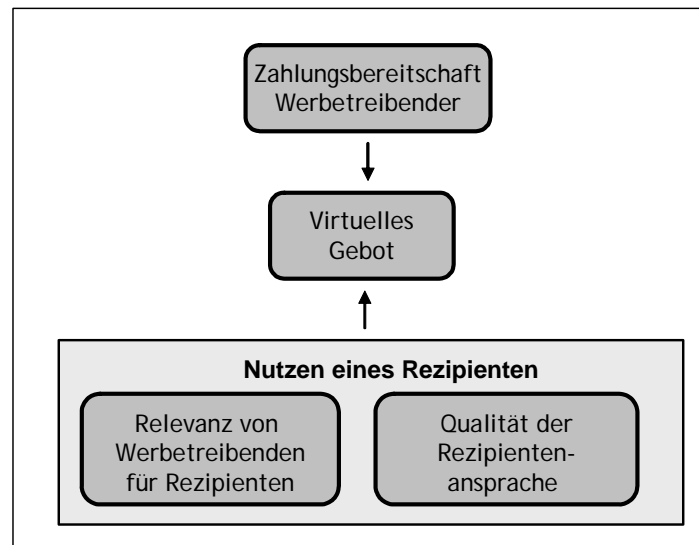 Zahlungsbereitschaft
Werbetreibender
Virtuelles
Gebot
Nutzen eines Rezipienten
Relevanz von
Werbetreibenden
für Rezipienten
Qualität der
Rezipienten-
ansprache